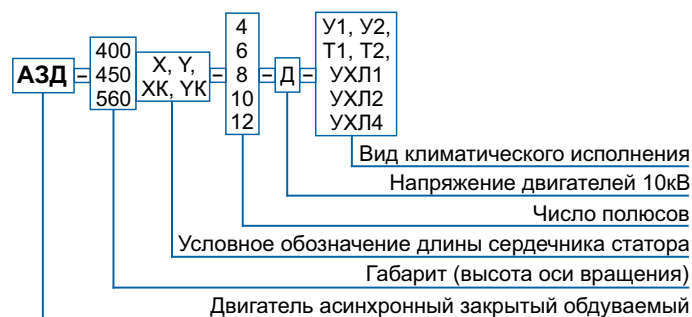 АЗД – 400 450 560 X, Y, ХК, YК – 4 6 8 10 12 – Д – У1, У2, Т1, Т2, УХЛ1 УХЛ2 УХЛ4
Вид климатического исполнения
Напряжение двигателей 10кВ
Число полюсов
Условное обозначение длины сердечника статора
Габарит (высота оси вращения)
Двигатель асинхронный закрытый обдуваемый